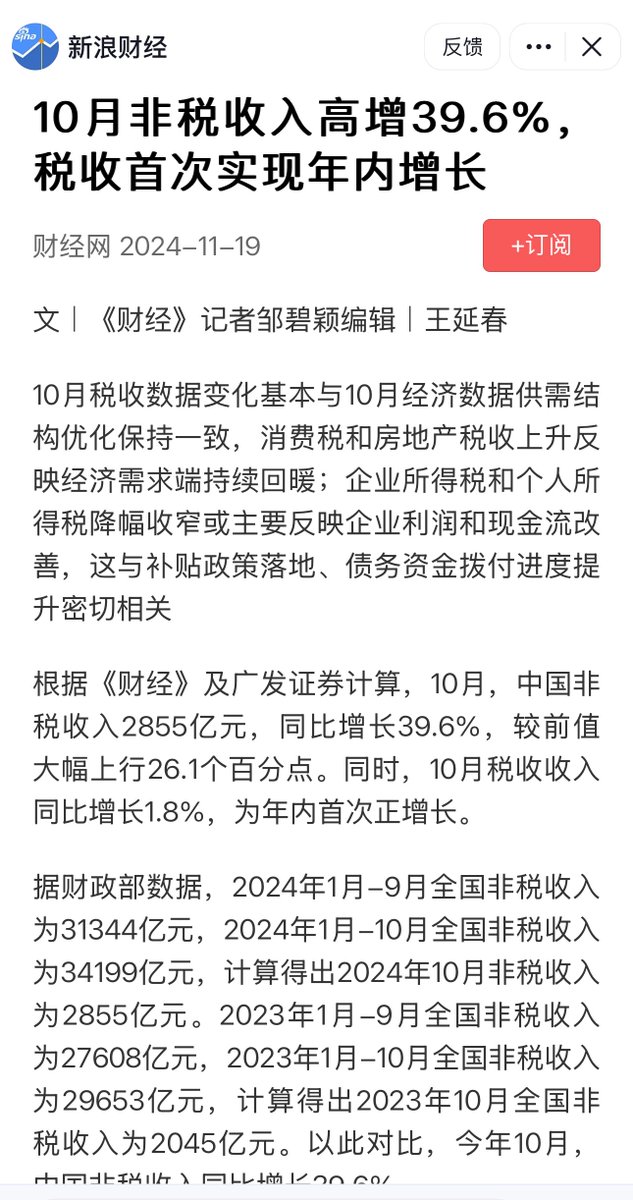 sina
新浪财经
反馈
10月非税收入高增39.6%，
税收首次实现年内增长
财经网 2024-11-19
+订阅
文｜《财经》记者邹碧颖编辑｜王延春
10月税收数据变化基本与10月经济数据供需结
构优化保持一致，消费税和房地产税收上升反
映经济需求端持续回暖；企业所得税和个人所
得税降幅收窄或主要反映企业利润和现金流改
善，这与补贴政策落地、债务资金拨付进度提
升密切相关
根据《财经》及广发证券计算，10月，中国非
税收入2855亿元，同比增长39.6%，较前值
大幅上行26.1个百分点。同时，10月税收收入
同比增长1.8%，为年内首次正增长。
据财政部数据，2024年1月-9月全国非税收入
为31344亿元，2024年1月-10月全国非税收入
为34199亿元，计算得出2024年10月非税收入
为2855亿元。2023年1月-9月全国非税收入
为27608亿元，2023年1月-10月全国非税收入
为29653亿元，计算得出2023年10月全国非
税收入为2045亿元。以此对比，今年10月，
中国非税收入同比增长39.6%